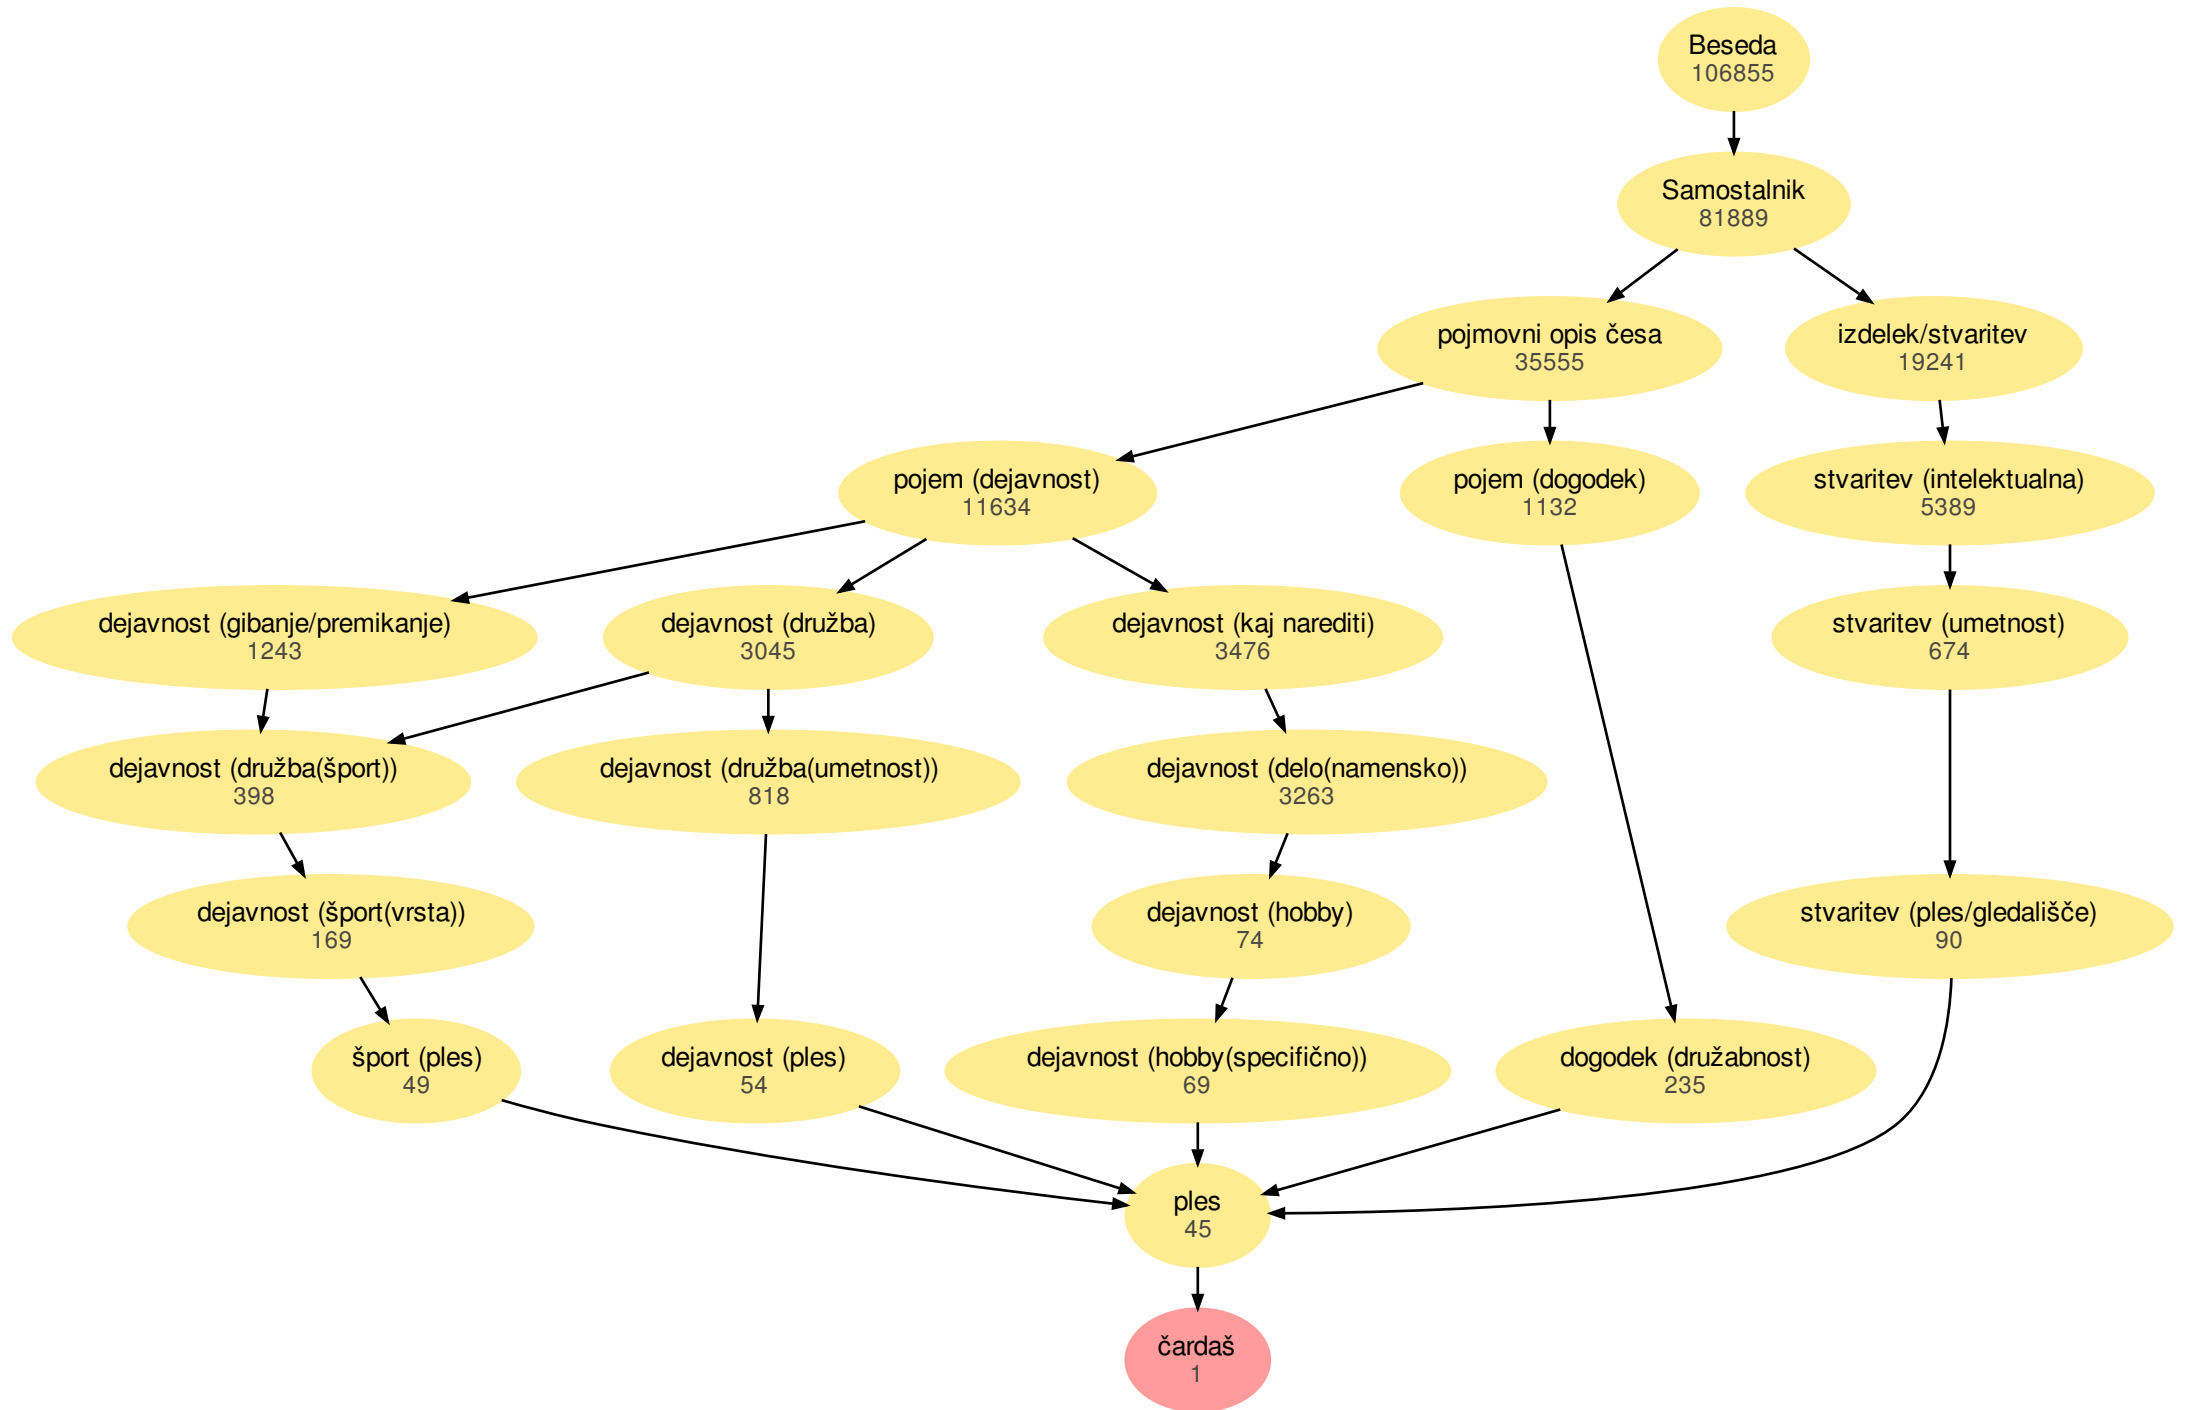 Beseda
106855
Samostalnik
81889
pojmovni opis česa
35555
izdelek/stvaritev
19241
pojem (dejavnost)
11634
pojem (dogodek)
1132
stvaritev (intelektualna)
5389
dejavnost (gibanje/premikanje)
1243
dejavnost (družba)
3045
dejavnost (kaj narediti)
3476
stvaritev (umetnost)
674
dejavnost (družba(šport))
398
dejavnost (družba(umetnost))
818
dejavnost (delo(namensko))
3263
dejavnost (šport(vrsta))
169
dejavnost (hobby)
74
stvaritev (ples/gledališče)
90
šport (ples)
49
dejavnost (ples)
54
dejavnost (hobby(specifično))
69
dogodek (družabnost)
235
ples
45
čardaš
1